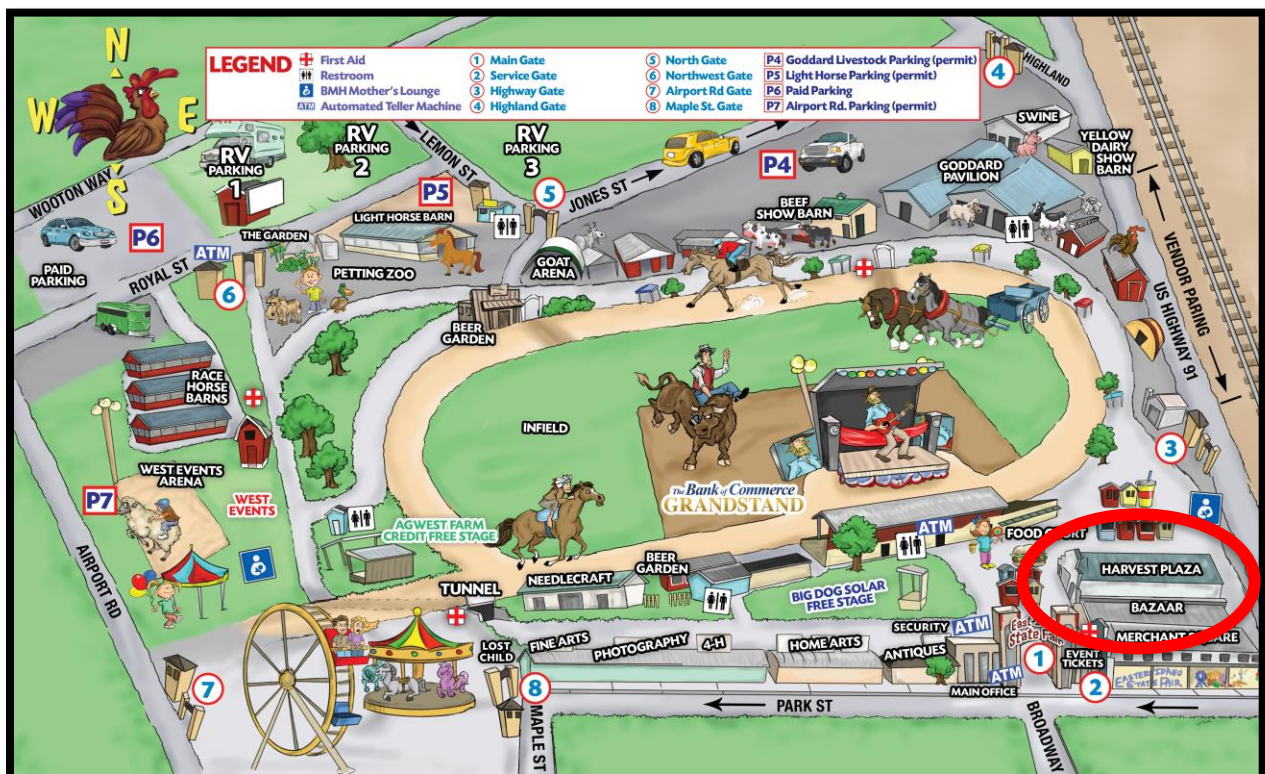 N
W E
S
LEGEND
First Aid
Restroom
BMH Mother's Lounge
ATM Automated Teller Machine
1 Main Gate
2 Service Gate
3 Highway Gate
4 Highland Gate
5 North Gate
6 Northwest Gate
7 Airport Rd Gate
8 Maple St. Gate
P4 Goddard Livestock Parking (permit)
P5 Light Horse Parking (permit)
P6 Paid Parking
P7 Airport Rd. Parking (permit)
4
HIGHLAND
WOOTON WAY
RV
PARKING
1
RV
PARKING
2
LEMON ST
RV
PARKING
3
5
JONES ST
P4
SWINE
YELLOW
DAIRY
SHOW
BARN
GODDARD
PAVILION
P5
LIGHT HORSE BARN
BEEF
SHOW BARN
P6
PAID
PARKING
ROYAL ST
ATM
6
THE GARDEN
PETTING ZOO
GOAT
ARENA
VENDOR PARING
US HIGHWAY 91
BEER
GARDEN
RACE
HORSE
BARNS
INFIELD
3
WEST EVENTS
ARENA
P7
WEST
EVENTS
The Bank of Commerce
GRANDSTAND
AGWEST FARM
CREDIT FREE STAGE
ATM
FOOD COURT
HARVEST PLAZA
BAZAAR
MERCHANT SQUARE
AIRPORT RD
TUNNEL
NEEDLECRAFT
BEER
GARDEN
BIG DOG SOLAR
FREE STAGE
SECURITY
ATM
East
State Fair
1
EVENT
TICKETS
2
EASTERN IDAHO
STATE FAIR
LOST
CHILD
FINE ARTS
PHOTOGRAPHY
4-H
HOME ARTS
ANTIQUES
ATM
MAIN OFFICE
7
8
MAPLE ST
PARK ST
BROADWAY